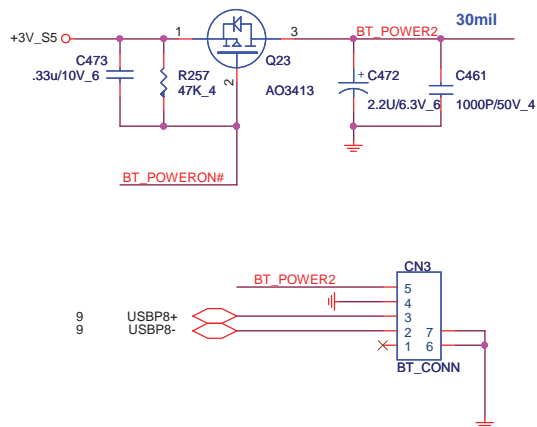 30mil
+3V_S5
1
3
BT_POWER2
C473
.33u/10V_6
R257
47K_4
2
Q23
AO3413
+
C472
2.2U/6.3V_6
C461
1000P/50V_4
BT_POWERON#
CN3
BT_POWER2
5
4
9 USBP8+
3
9 USBP8-
2 7
1 6
BT_CONN